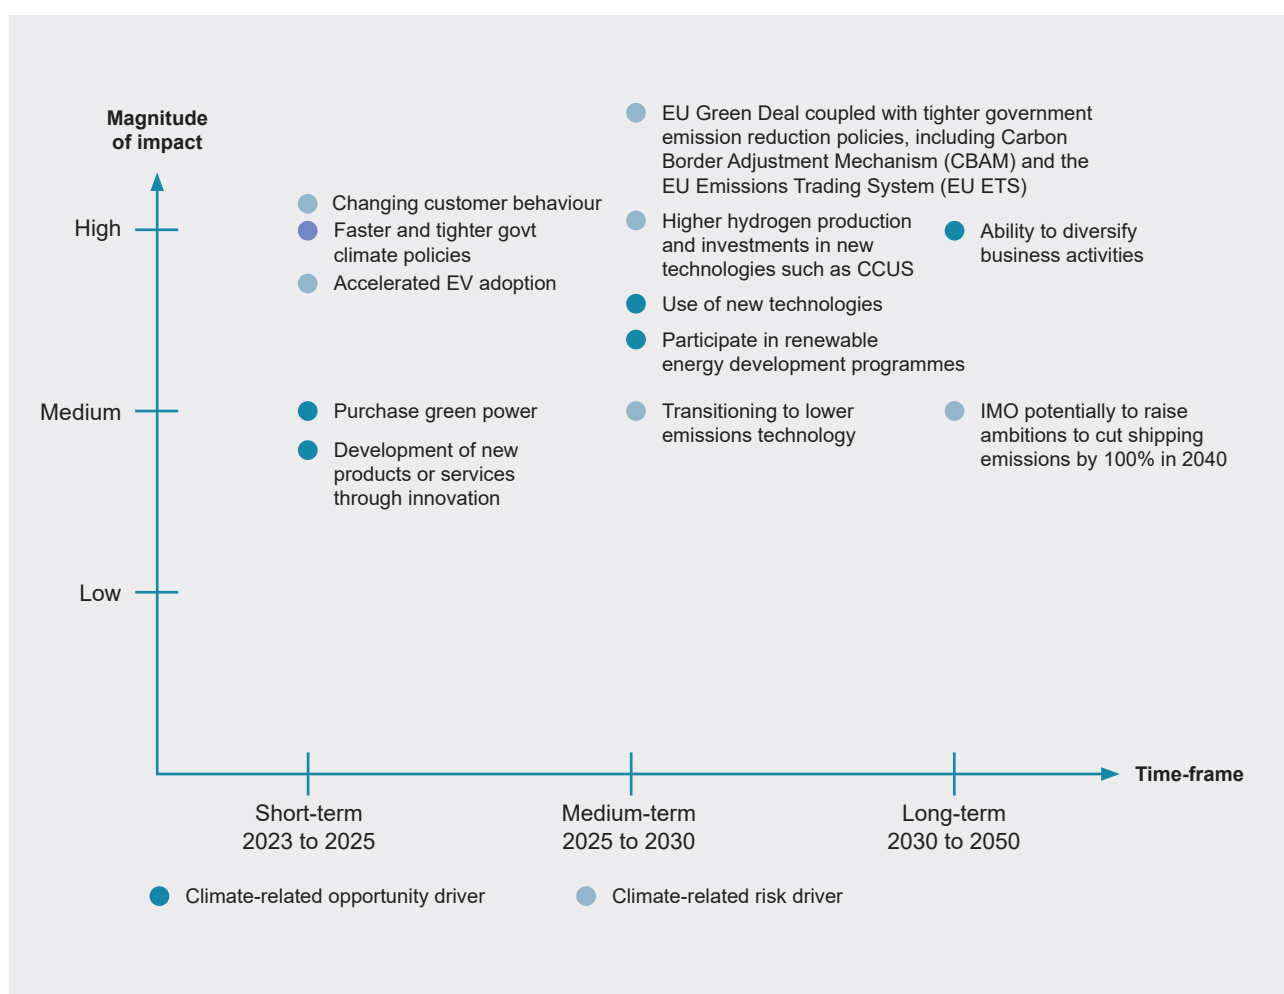 Magnitude
of impact
High
Medium
Low
Changing customer behaviour
Faster and tighter govt
climate policies
Accelerated EV adoption
Purchase green power
Development of new
products or services
through innovation
EU Green Deal coupled with tighter government
emission reduction policies, including Carbon
Border Adjustment Mechanism (CBAM) and the
EU Emissions Trading System (EU ETS)
Higher hydrogen production
and investments in new
technologies such as CCUS
Use of new technologies
Participate in renewable
energy development programmes
Transitioning to lower
emissions technology
Ability to diversify
business activities
IMO potentially to raise
ambitions to cut shipping
emissions by 100% in 2040
Time-frame
Short-term
2023 to 2025
Medium-term
2025 to 2030
Long-term
2030 to 2050
Climate-related opportunity driver
Climate-related risk driver